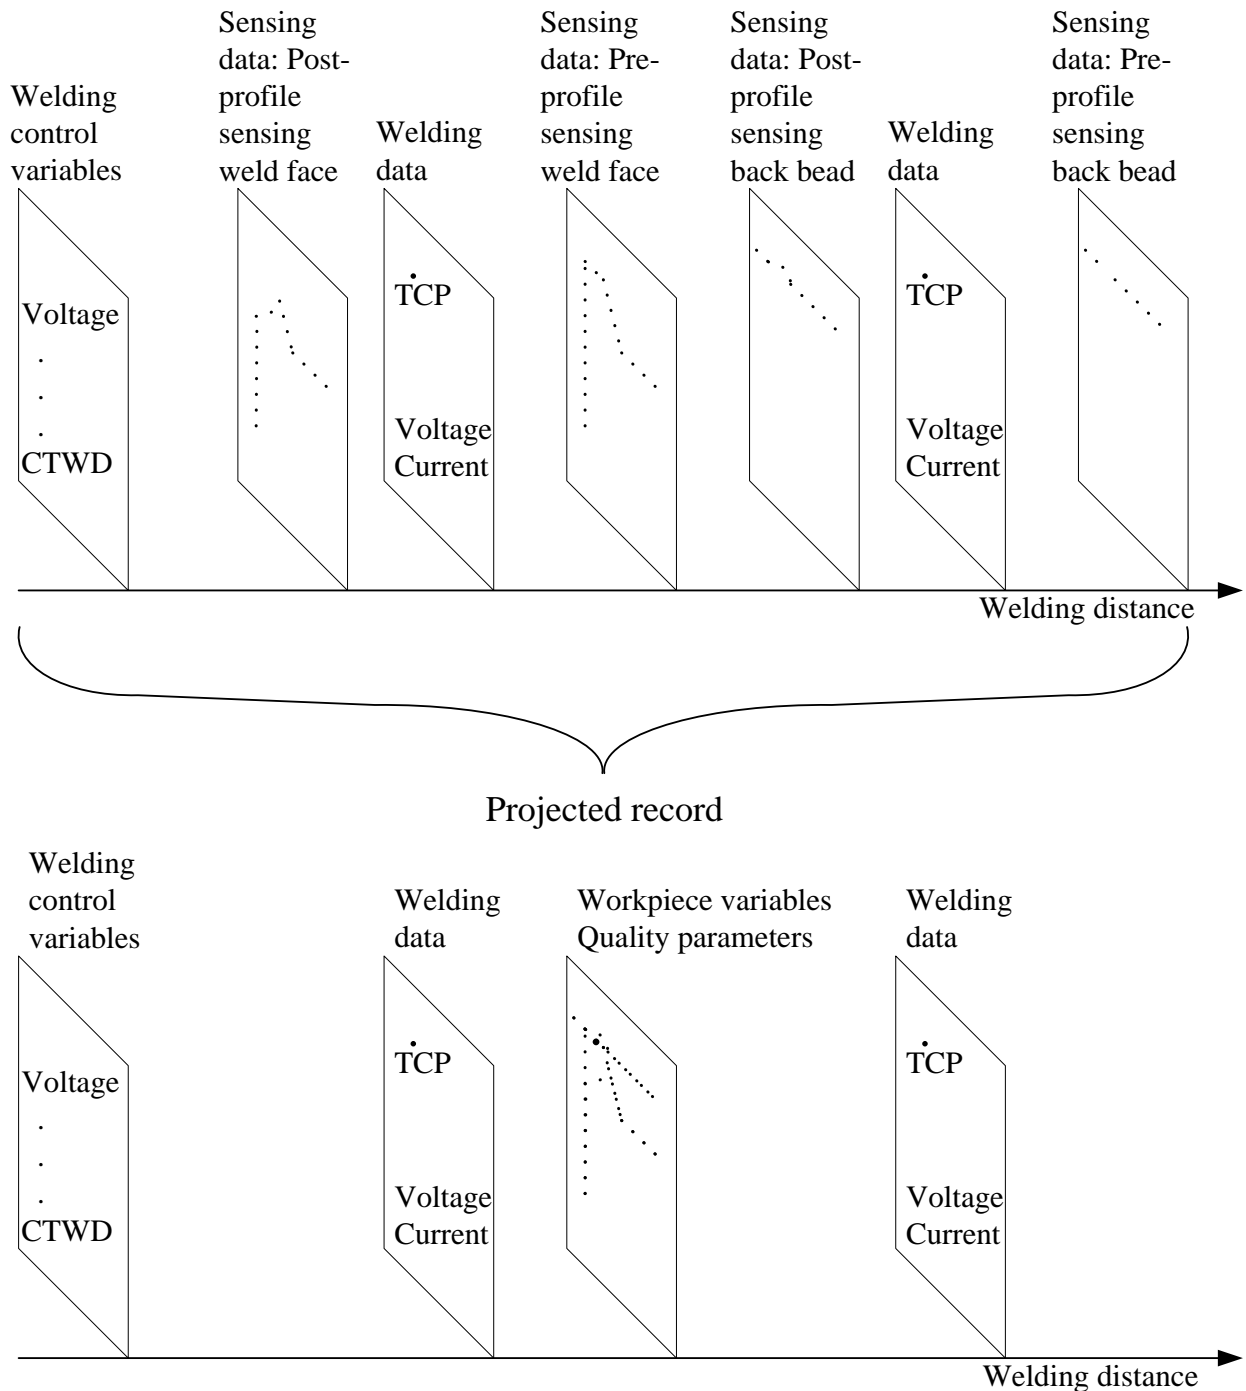 Sensing
data: Post-
profile
sensing
weld face
Sensing
data: Pre-
profile
sensing
weld face
Sensing
data: Post-
profile
sensing
back bead
Sensing
data: Pre-
profile
sensing
back bead
Welding
control
variables
Welding
data
Welding
data
Voltage
CTWD
TCP
Voltage
Current
TCP
Voltage
Current
Welding distance
Projected record
Welding
control
variables
Welding
data
Workpiece variables
Quality parameters
Welding
data
Voltage
CTWD
TCP
Voltage
Current
TCP
Voltage
Current
Welding distance